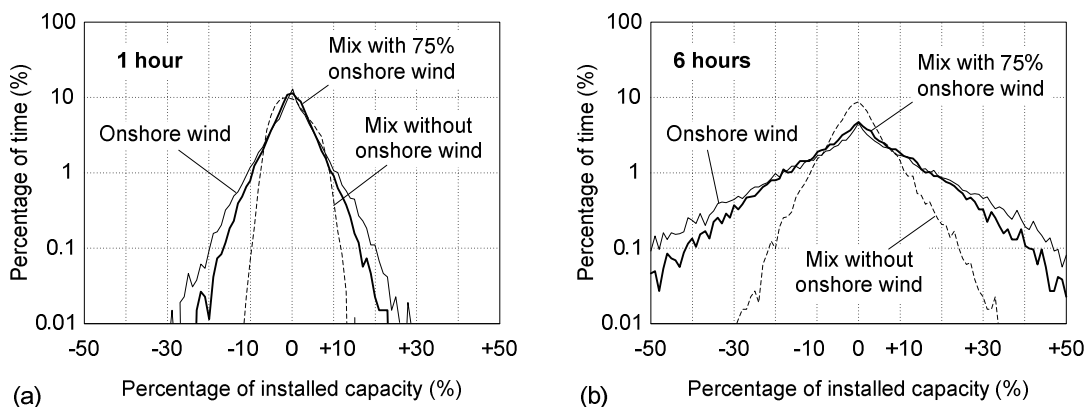 100
10
1
0.1
0.01
Percentage of time (%)
1 hour
Mix with 75%
onshore wind
Onshore wind
Mix without
onshore wind
-50 -30 -10 0 +10 +30 +50
Percentage of installed capacity (%)
(a)
100
10
1
0.1
0.01
Percentage of time (%)
6 hours
Mix with 75%
onshore wind
Onshore wind
Mix without
onshore wind
-50 -30 -10 0 +10 +30 +50
Percentage of installed capacity (%)
(b)